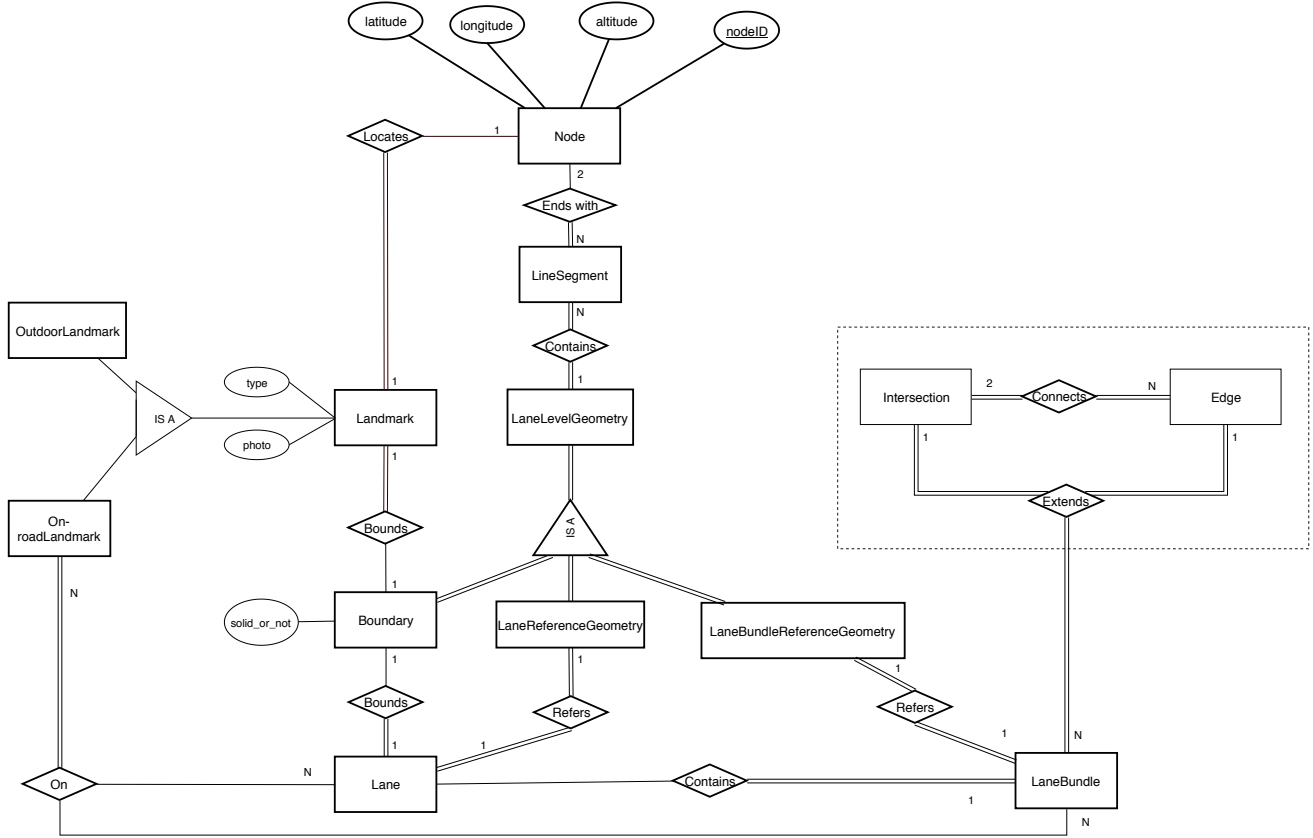 latitude
longitude
altitude
nodeID
Locates
1
Node
2
Ends with
N
LineSegment
N
OutdoorLandmark
Contains
type
1
1
IS A
Landmark
LaneLevelGeometry
photo
1
Intersection
2
Connects
N
Edge
1
1
Extends
On-
roadLandmark
Bounds
IS A
N
1
solid_or_not
Boundary
LaneReferenceGeometry
LaneBundleReferenceGeometry
1
1
1
Bounds
Refers
Refers
1
1
1
N
On
N
Lane
Contains
1
LaneBundle
N